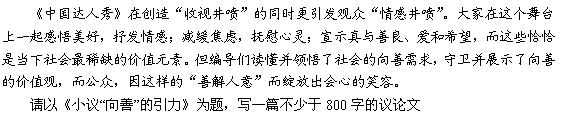 《中国达人秀》在创造“收视井喷”的同时更引发观众“情感井喷”。大家在这个舞台
上一起感悟美好，抒发情感；减缓焦虑，抚慰心灵；宣示真与善良、爱和希望，而这些恰恰
是当下社会最稀缺的价值元素。但编导们读懂并领悟了社会的向善需求，守卫并展示了向善
的价值观，而公众，因这样的“善解人意”而绽放出会心的笑容。
请以《小议“向善”的引力》为题，写一篇不少于 800 字的议论文